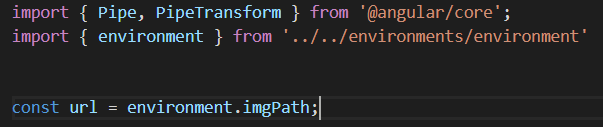 import { Pipe, PipeTransform } from '@angular/core';
import { environment } from '../../environments/environment'
const url = environment.imgPath;